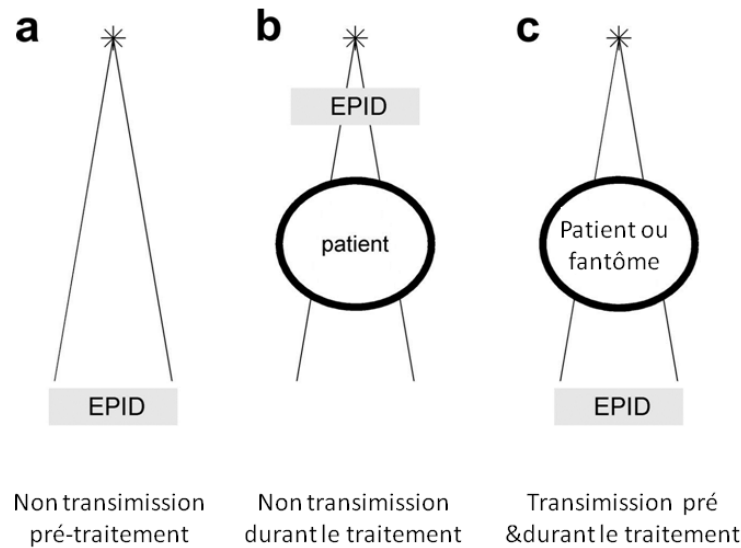 a
b
c
EPID
patient
Patient ou
fantôme
EPID
EPID
Non transimission
pré-traitement
Non transimission
durant le traitement
Transimission pré
&durant le traitement